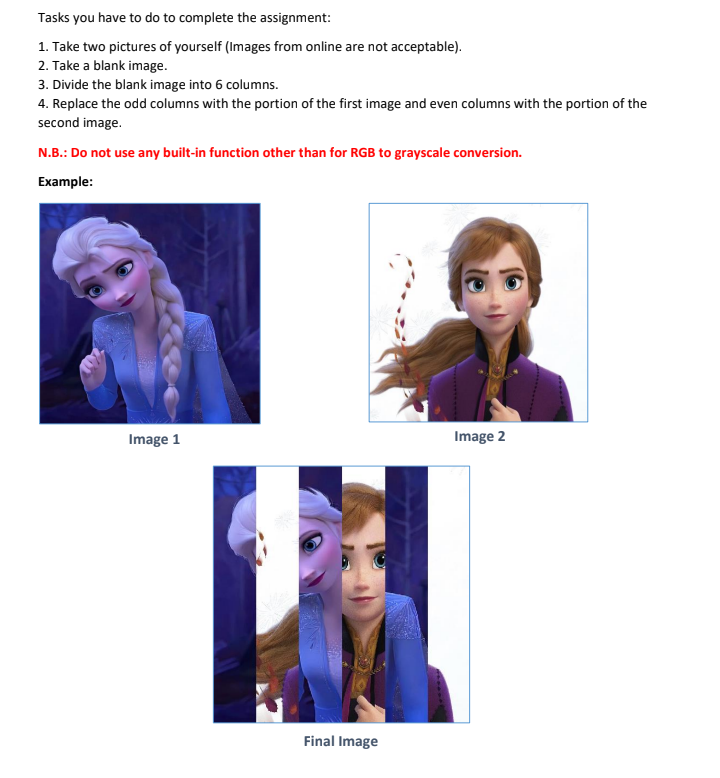 Tasks you have to do to complete the assignment:
1. Take two pictures of yourself (Images from online are not acceptable).
2. Take a blank image.
3. Divide the blank image into 6 columns.
4. Replace the odd columns with the portion of the first image and even columns with the portion of the
second image.
N.B.: Do not use any built-in function other than for RGB to grayscale conversion.
Example:
Image 1
Image 2
Final Image